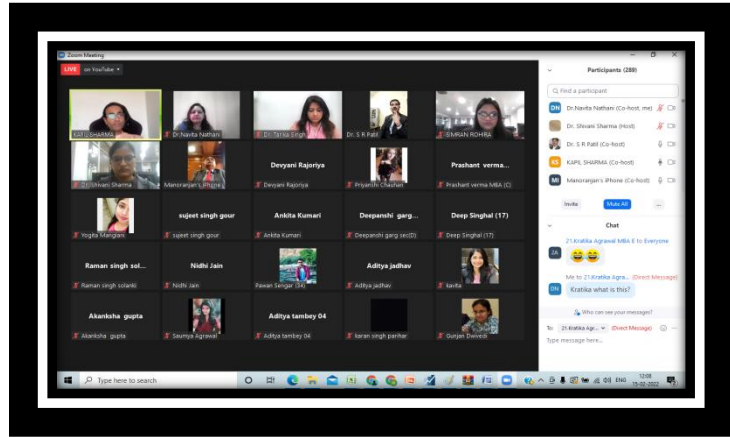 Zoom Meeting
LIVE on YouTube
KAPIL SHARMA
Dr.Navita Nathani
Dr. Tarika Singh
Dr. S R Patil
SIMRAN ROHIRA
Dr. Shivani Sharma
Manoranjan's iPhone
Devyani Rajoriya
Devyani Rajoriya
Priyanshi Chauhan
Prashant verma...
Prashant verma MBA (C)
Yogita Manglani
sujeet singh gour
sujeet singh gour
Ankita Kumari
Ankita Kumari
Deepanshi garg...
Deepanshi garg sec(D)
Deep Singhal (17)
Deep Singhal (17)
Raman singh sol...
Raman singh solanki
Nidhi Jain
Nidhi Jain
Pawan Sengar (34)
Aditya jadhav
Aditya jadhav
kavita
Akanksha gupta
Akanksha gupta
Saumya Agrawal
Aditya tambey 04
Aditya tambey 04
karan singh parihar
Gunjan Dwivedi
Participants (289)
Find a participant
DN Dr.Navita Nathani (Co-host, me)
Dr. Shivani Sharma (Host)
Dr. S R Patil (Co-host)
KS KAPIL SHARMA (Co-host)
MI Manoranjan's iPhone (Co-host)
Invite Mute All ...
Chat
21.Kratika Agrawal MBA E to Everyone
JA
Me to 21.Kratika Agra... (Direct Message)
DN Kratika what is this?
Who can see your messages?
To: 21.Kratika Agr... (Direct Message)
Type message here...
Type here to search
ENG
12:08
15-02-2022